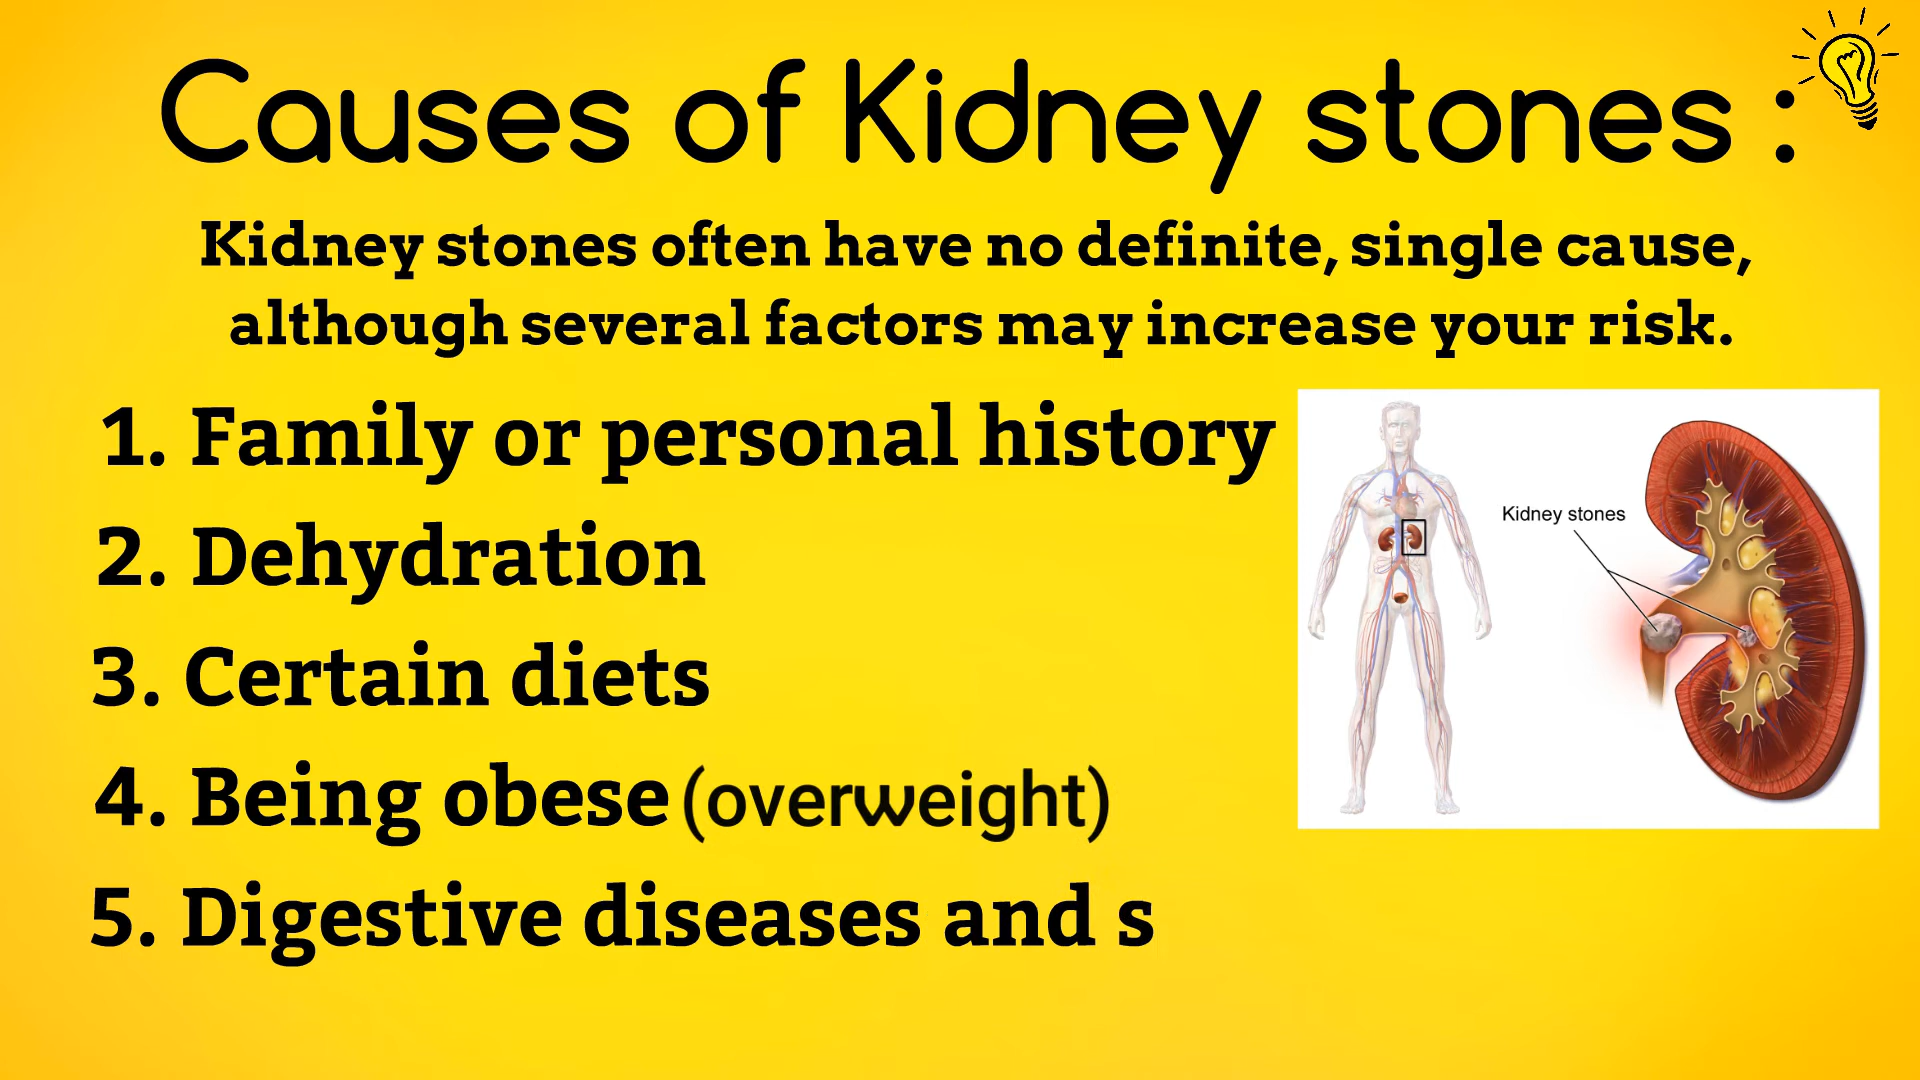 Causes of Kidney stones :
Kidney stones often have no definite, single cause,
although several factors may increase your risk.
1. Family or personal history
2. Dehydration
3. Certain diets
4. Being obese (overweight)
5. Digestive diseases and s
Kidney stones